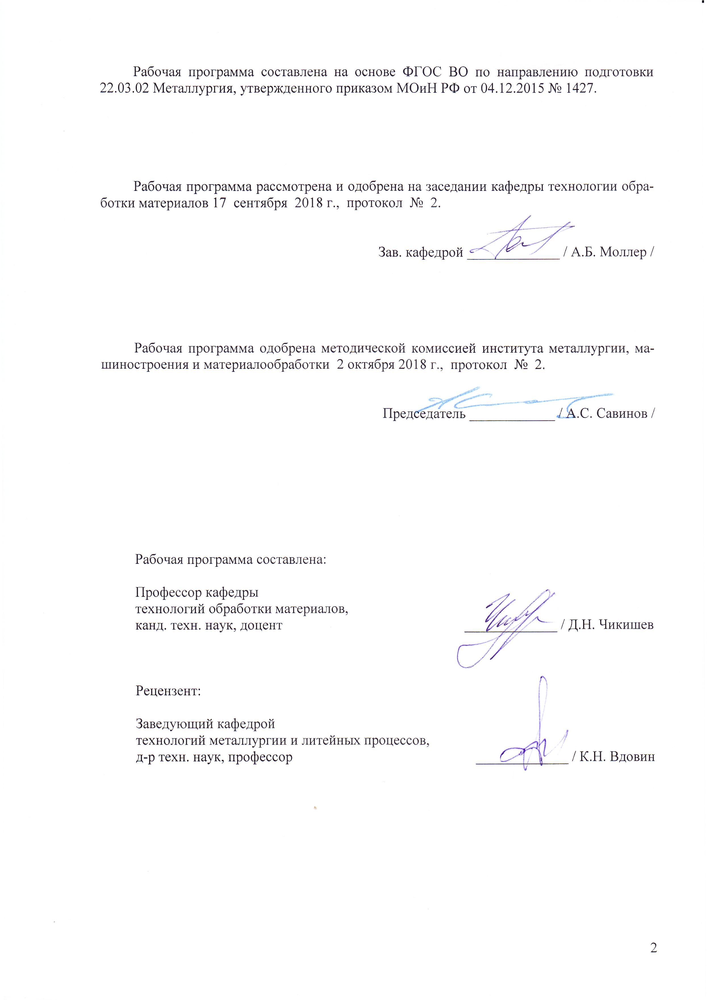 Рабочая программа составлена на основе ФГОС ВО по направлению подготовки
22.03.02 Металлургия, утвержденного приказом МОиН РФ от 04.12.2015 № 1427.
Рабочая программа рассмотрена и одобрена на заседании кафедры технологии обра-
ботки материалов 17 сентября 2018 г., протокол № 2.
Зав. кафедрой _____________ / А.Б. Моллер /
Рабочая программа одобрена методической комиссией института металлургии, ма-
шиностроения и материалообработки 2 октября 2018 г., протокол № 2.
Председатель ____________ / А.С. Савинов /
Рабочая программа составлена:
Профессор кафедры
технологий обработки материалов,
канд. техн. наук, доцент _____________ / Д.Н. Чикишев
Рецензент:
Заведующий кафедрой
технологий металлургии и литейных процессов,
д-р техн. наук, профессор _____________ / К.Н. Вдовин
2